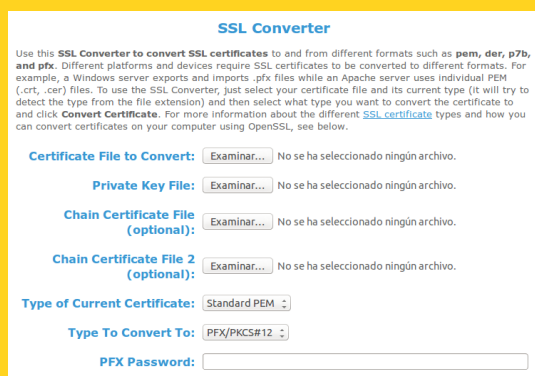 SSL Converter
Use this SSL Converter to convert SSL certificates to and from different formats such as pem, der, p7b,
and pfx. Different platforms and devices require SSL certificates to be converted to different formats. For
example, a Windows server exports and imports .pfx files while an Apache server uses individual PEM
(.crt, .cer) files. To use the SSL Converter, just select your certificate file and its current type (it will try to
detect the type from the file extension) and then select what type you want to convert the certificate to
and click Convert Certificate. For more information about the different SSL certificate types and how you
can convert certificates on your computer using OpenSSL, see below.
Certificate File to Convert: Examinar... No se ha seleccionado ningún archivo.
Private Key File: Examinar... No se ha seleccionado ningún archivo.
Chain Certificate File
(optional): Examinar... No se ha seleccionado ningún archivo.
Chain Certificate File 2
(optional): Examinar... No se ha seleccionado ningún archivo.
Type of Current Certificate: Standard PEM
Type To Convert To: PFX/PKCS#12
PFX Password: